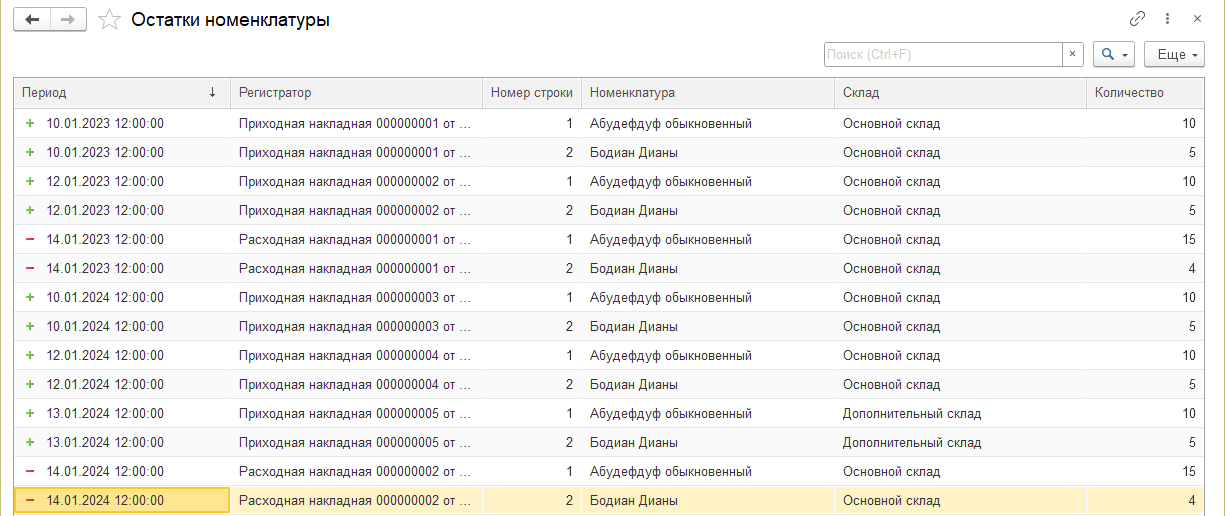 Остатки номенклатуры
Поиск (Ctrl+F) × Еще
Период ↓ Регистратор Номер строки Номенклатура Склад Количество
+ 10.01.2023 12:00:00 Приходная накладная 000000001 от ... 1 Абудефдуф обыкновенный Основной склад 10
+ 10.01.2023 12:00:00 Приходная накладная 000000001 от ... 2 Бодиан Дианы Основной склад 5
+ 12.01.2023 12:00:00 Приходная накладная 000000002 от ... 1 Абудефдуф обыкновенный Основной склад 10
+ 12.01.2023 12:00:00 Приходная накладная 000000002 от ... 2 Бодиан Дианы Основной склад 5
− 14.01.2023 12:00:00 Расходная накладная 000000001 от ... 1 Абудефдуф обыкновенный Основной склад 15
− 14.01.2023 12:00:00 Расходная накладная 000000001 от ... 2 Бодиан Дианы Основной склад 4
+ 10.01.2024 12:00:00 Приходная накладная 000000003 от ... 1 Абудефдуф обыкновенный Основной склад 10
+ 10.01.2024 12:00:00 Приходная накладная 000000003 от ... 2 Бодиан Дианы Основной склад 5
+ 12.01.2024 12:00:00 Приходная накладная 000000004 от ... 1 Абудефдуф обыкновенный Основной склад 10
+ 12.01.2024 12:00:00 Приходная накладная 000000004 от ... 2 Бодиан Дианы Основной склад 5
+ 13.01.2024 12:00:00 Приходная накладная 000000005 от ... 1 Абудефдуф обыкновенный Дополнительный склад 10
+ 13.01.2024 12:00:00 Приходная накладная 000000005 от ... 2 Бодиан Дианы Дополнительный склад 5
− 14.01.2024 12:00:00 Расходная накладная 000000002 от ... 1 Абудефдуф обыкновенный Основной склад 15
− 14.01.2024 12:00:00 Расходная накладная 000000002 от ... 2 Бодиан Дианы Основной склад 4